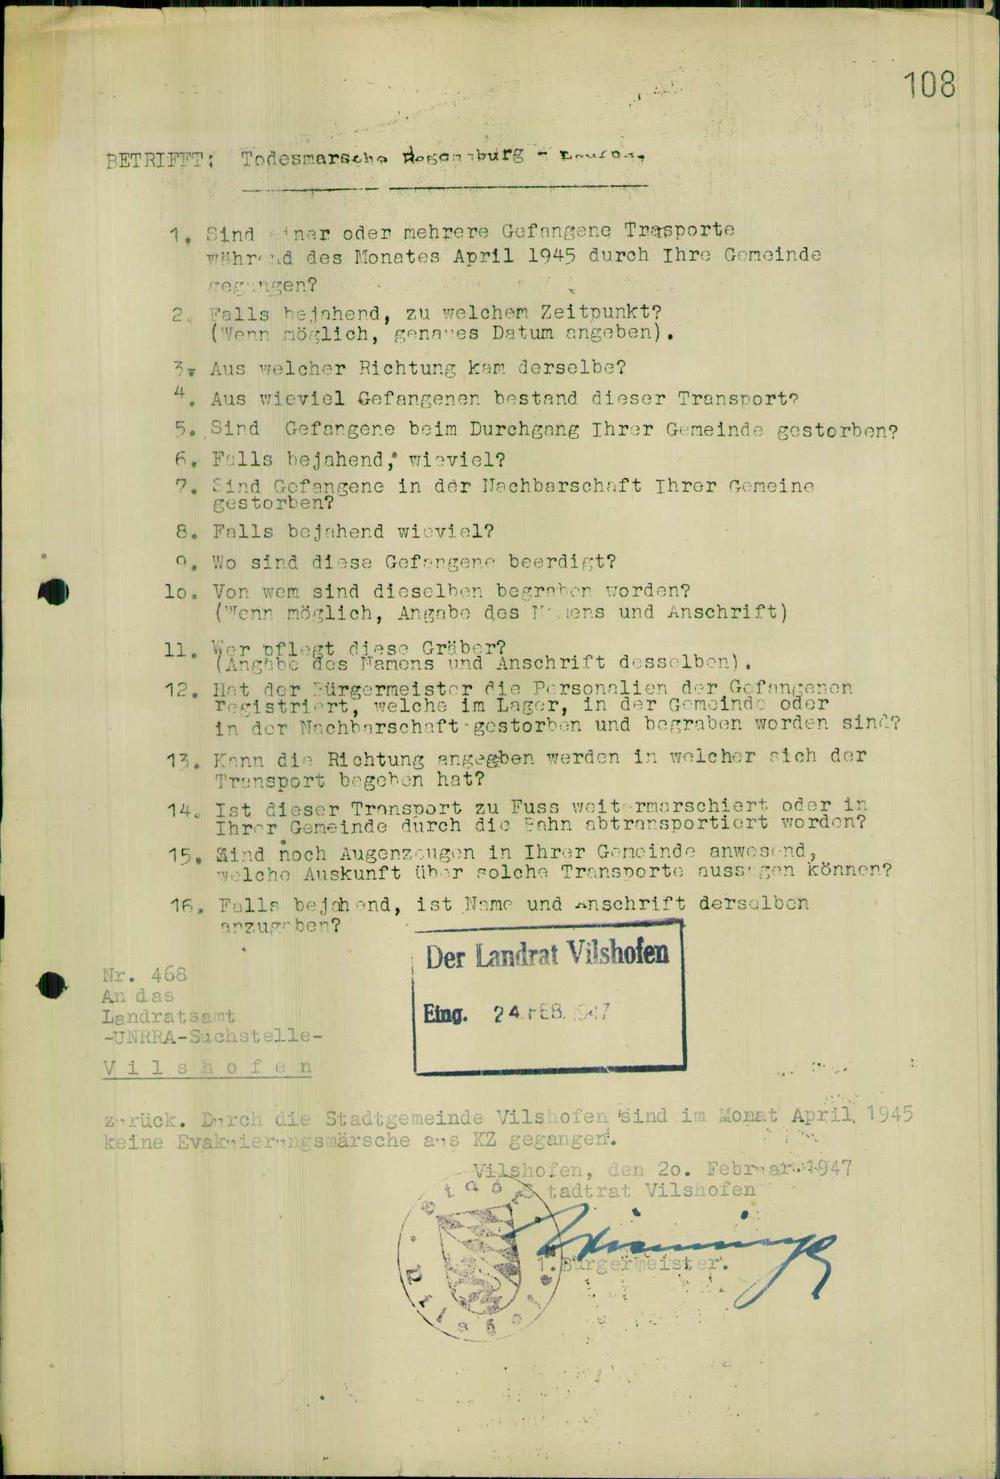 108
BETRIFFT: Todesmarsche Regensburg -
1. Sind einer oder mehrere Gefangene Trasporte
während des Monates April 1945 durch Ihre Gemeinde
gegangen?
2. Falls bejahend, zu welchem Zeitpunkt?
(Wenn möglich, genaues Datum angeben).
3. Aus welcher Richtung kam derselbe?
4. Aus wieviel Gefangenen bestand dieser Transport?
5. Sind Gefangene beim Durchgang Ihrer Gemeinde gestorben?
6. Falls bejahend, wieviel?
7. Sind Gefangene in der Nachbarschaft Ihrer Gemeine
gestorben?
8. Falls bejahend wieviel?
9. Wo sind diese Gefangene beerdigt?
lo. Von wem sind dieselben begraben worden?
(Wenn möglich, Angabe des Namens und Anschrift)
11. Wer pflegt diese Gräber?
(Angabe des Namens und Anschrift desselben).
12. Hat der Bürgermeister die Personalien der Gefangenen
registriert, welche im Lager, in der Gemeinde oder
in der Nachbarschaft gestorben und begraben worden sind?
13. Kann die Richtung angegben werden in welcher sich der
Transport begeben hat?
14. Ist dieser Transport zu Fuss weitermarschiert oder in
Ihrer Gemeinde durch die Bahn abtransportiert worden?
15. Sind noch Augenzeugen in Ihrer Gemeinde anwesend,
welche Auskunft über solche Transporte aussagen können?
16. Falls bejahend, ist Name und Anschrift derselben
anzugeben?
Der Landrat Vilshofen
Eing. 24. FEB. 1947
Nr. 468
An das
Landratsamt
-UNRRA-Suchstelle-
Vilshofen
zurück. Durch die Stadtgemeinde Vilshofen sind im Monat April 1945
keine Evakuierungsmärsche aus KZ gegangen.
Vilshofen, den 2o. Februar 1947
Stadtrat Vilshofen
1. Bürgermeister.
Stadt Vilshofen